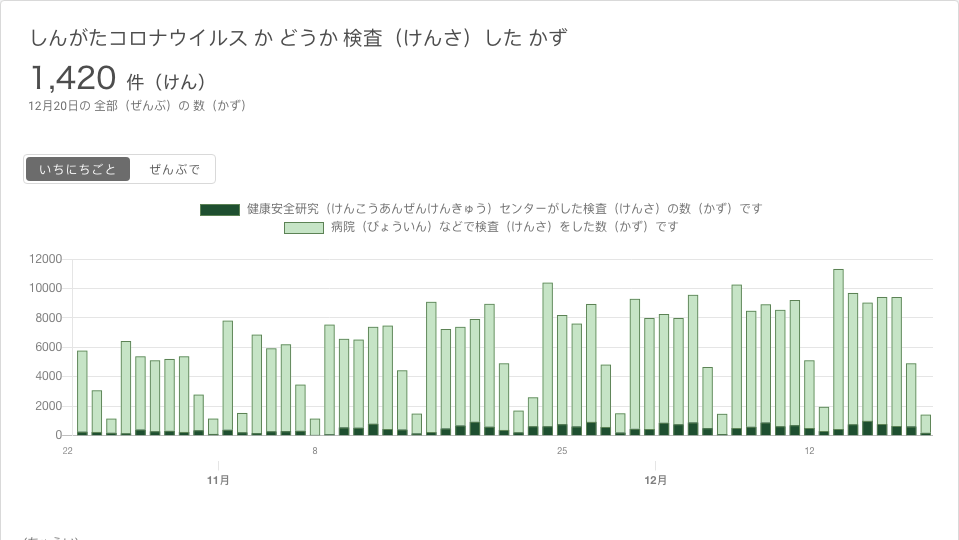 しんがたコロナウイルス か どうか 検査（けんさ）した かず
1,420 件（けん）
12月20日の 全部（ぜんぶ）の 数（かず）
いちにちごと ぜんぶで
健康安全研究（けんこうあんぜんけんきゅう）センターがした検査（けんさ）の数（かず）です
病院（びょういん）などで検査（けんさ）をした数（かず）です
12000
10000
8000
6000
4000
2000
0
22 8 25 12
11月 12月